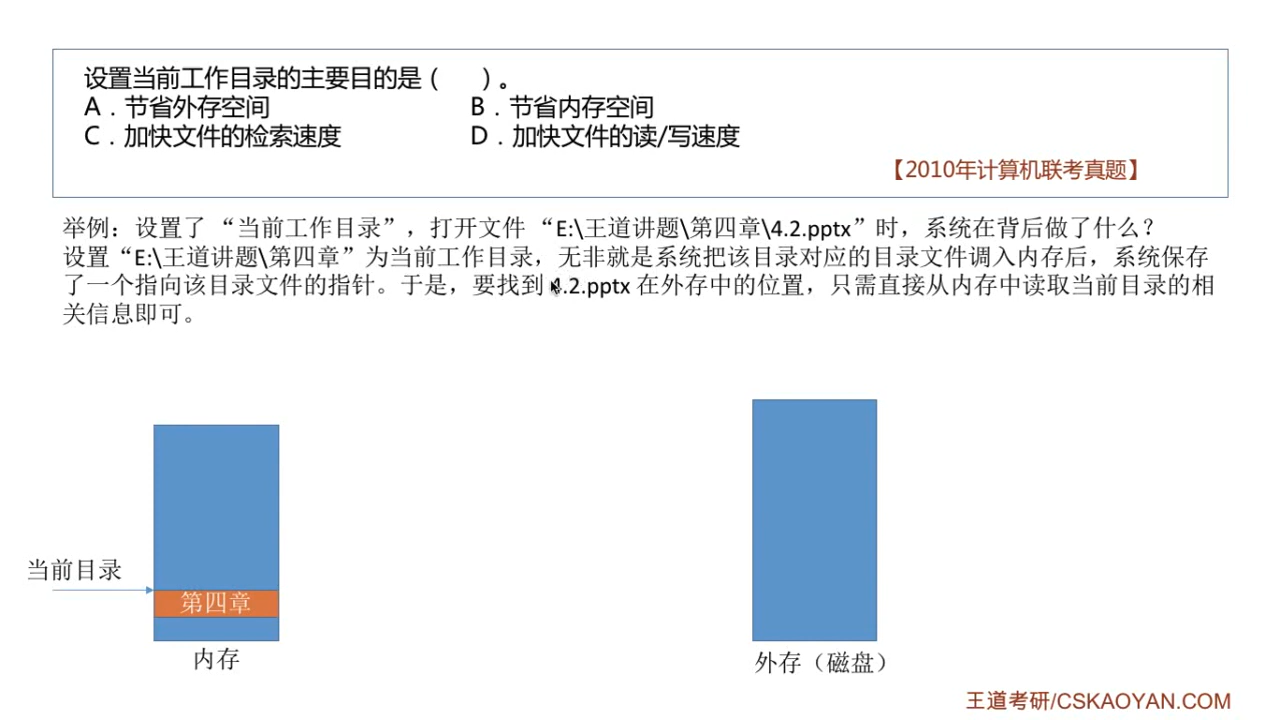 设置当前工作目录的主要目的是（　　）。
A．节省外存空间　　B．节省内存空间
C．加快文件的检索速度　　D．加快文件的读/写速度
【2010年计算机联考真题】
举例：设置了“当前工作目录”，打开文件“E:\王道讲题\第四章\4.2.pptx”时，系统在背后做了什么？
设置“E:\王道讲题\第四章”为当前工作目录，无非就是系统把该目录对应的目录文件调入内存后，系统保存
了一个指向该目录文件的指针。于是，要找到 4.2.pptx 在外存中的位置，只需直接从内存中读取当前目录的相
关信息即可。
当前目录
第四章
内存
外存（磁盘）
王道考研/CSKAOYAN.COM